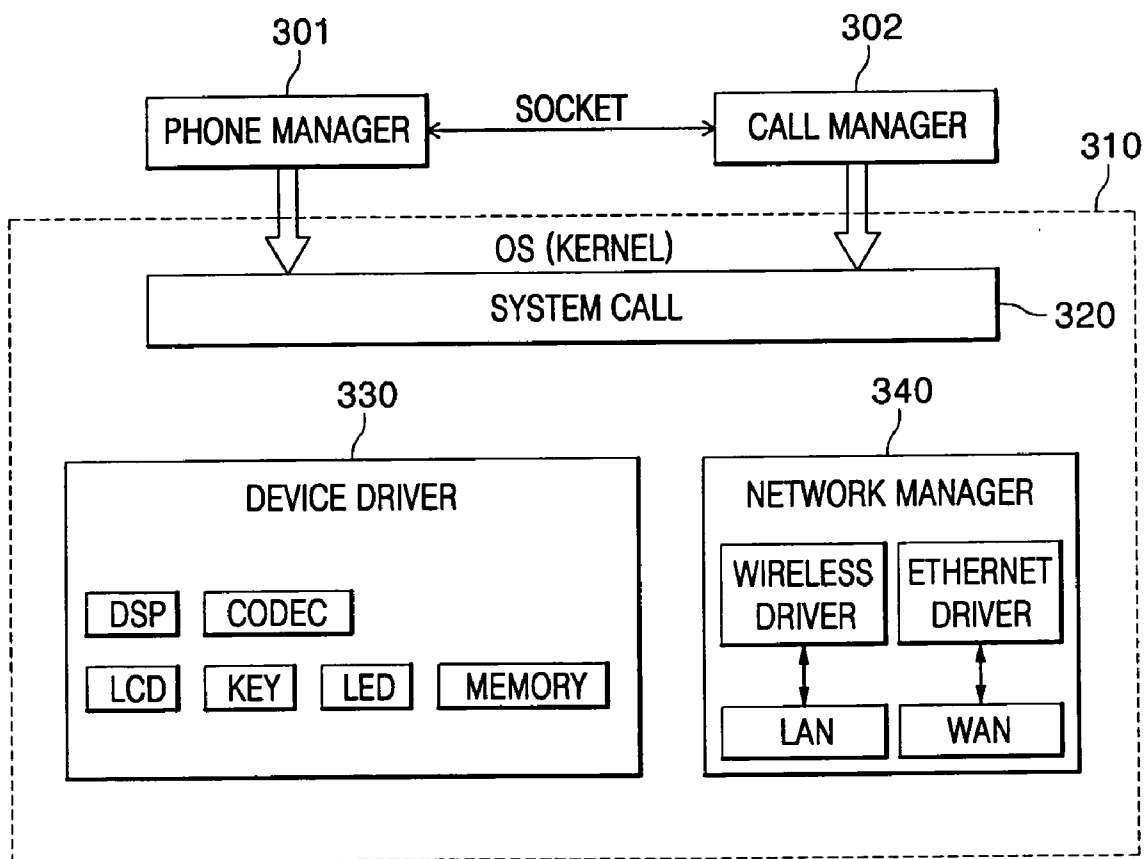 301
302
PHONE MANAGER
SOCKET
CALL MANAGER
310
OS (KERNEL)
SYSTEM CALL
320
330
340
DEVICE DRIVER
NETWORK MANAGER
WIRELESS
DRIVER
ETHERNET
DRIVER
DSP
CODEC
LCD
KEY
LED
MEMORY
LAN
WAN